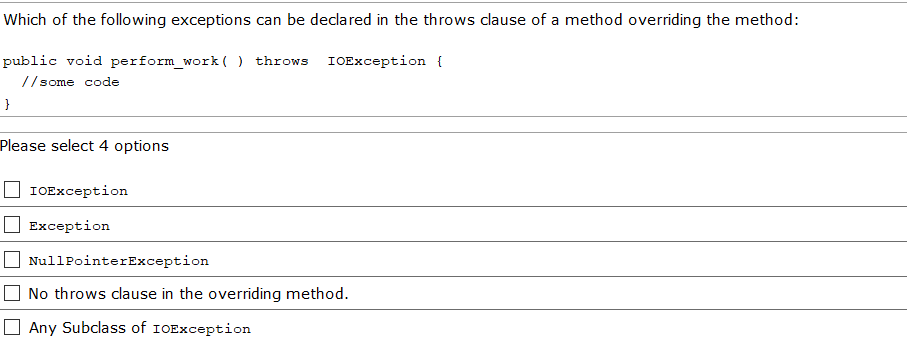 Which of the following exceptions can be declared in the throws clause of a method overriding the method:
public void perform_work( ) throws  IOException {
  //some code
}
Please select 4 options
IOException
Exception
NullPointerException
No throws clause in the overriding method.
Any Subclass of IOException